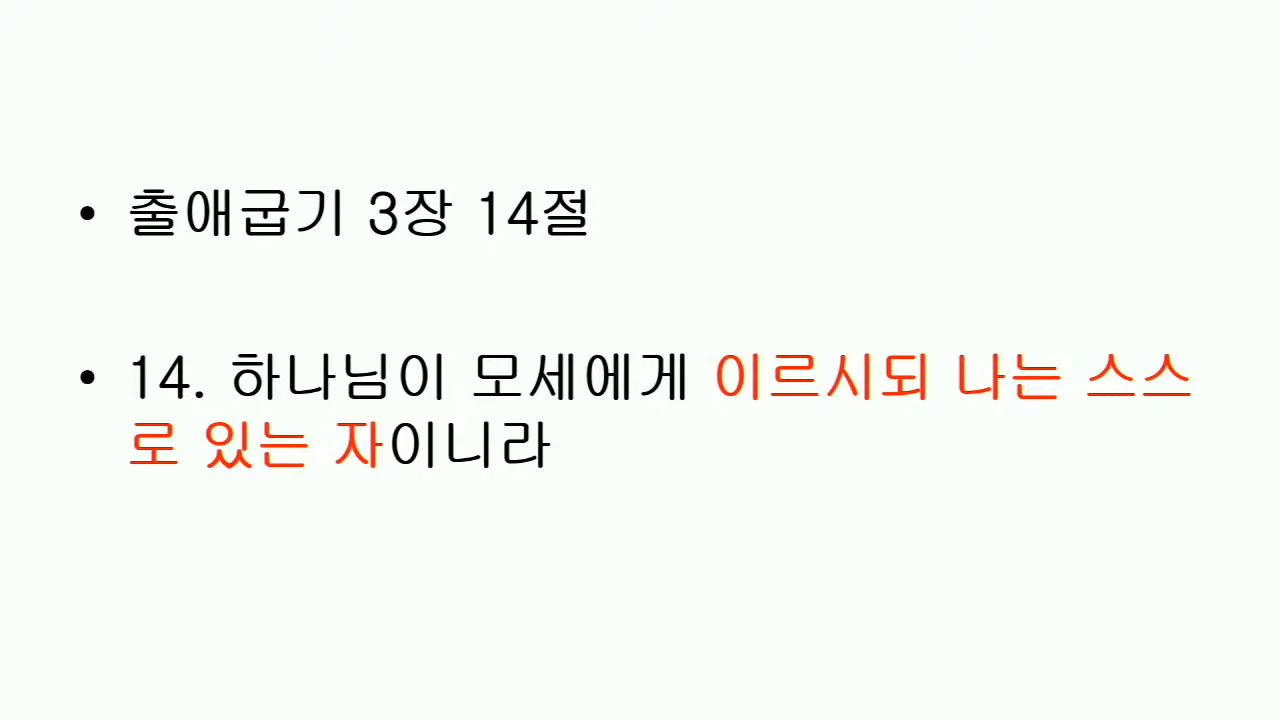 • 출애굽기 3장 14절
• 14. 하나님이 모세에게 이르시되 나는 스스
로 있는 자이니라